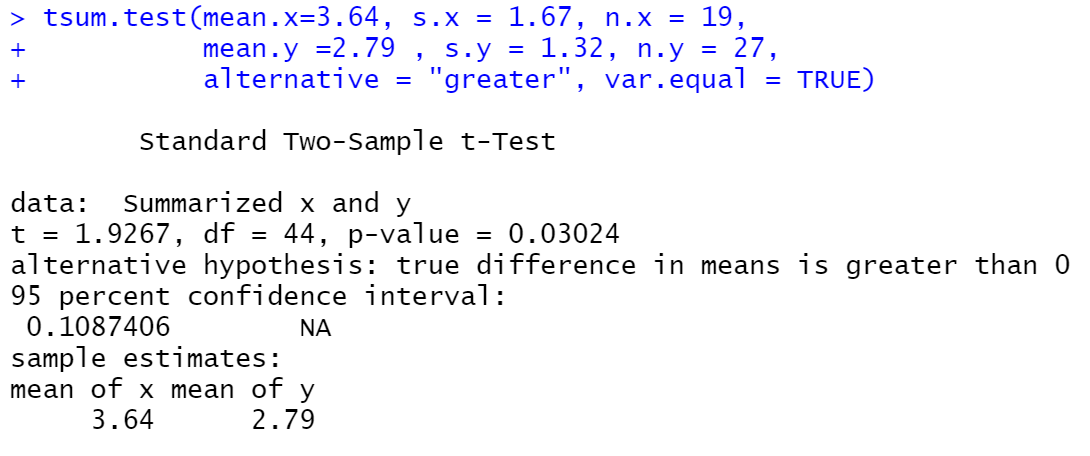 > tsum.test(mean.x=3.64, s.x = 1.67, n.x = 19,
+           mean.y =2.79 , s.y = 1.32, n.y = 27,
+           alternative = "greater", var.equal = TRUE)
        Standard Two-Sample t-Test
data:  Summarized x and y
t = 1.9267, df = 44, p-value = 0.03024
alternative hypothesis: true difference in means is greater than 0
95 percent confidence interval:
 0.1087406        NA
sample estimates:
mean of x mean of y
     3.64      2.79